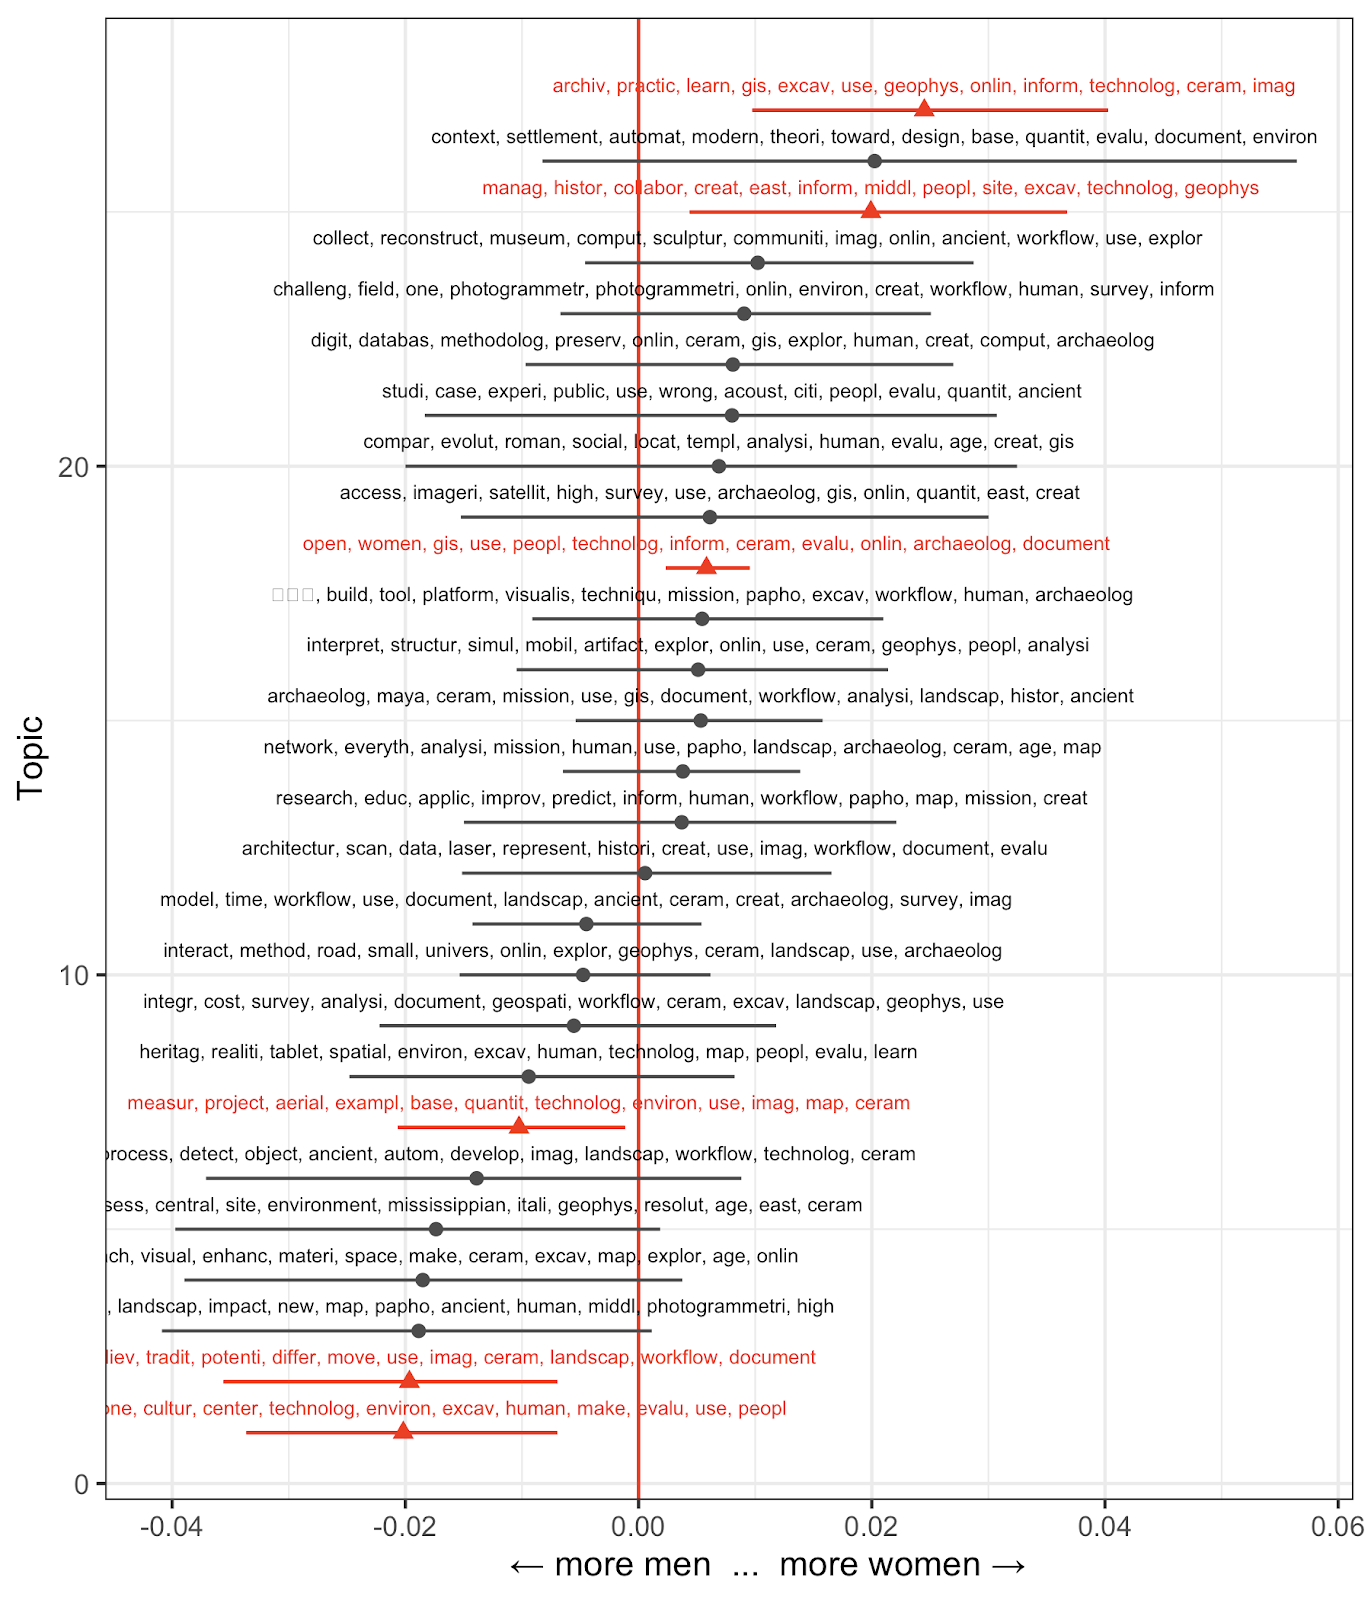 archiv, practic, learn, gis, excav, use, geophys, onlin, inform, technolog, ceram, imag
context, settlement, automat, modern, theori, toward, design, base, quantit, evalu, document, environ
manag, histor, collabor, creat, east, inform, middl, peopl, site, excav, technolog, geophys
collect, reconstruct, museum, comput, sculptur, communiti, imag, onlin, ancient, workflow, use, explor
challeng, field, one, photogrammetr, photogrammetri, onlin, environ, creat, workflow, human, survey, inform
digit, databas, methodolog, preserv, onlin, ceram, gis, explor, human, creat, comput, archaeolog
studi, case, experi, public, use, wrong, acoust, citi, peopl, evalu, quantit, ancient
compar, evolut, roman, social, locat, templ, analysi, human, evalu, age, creat, gis
20
access, imageri, satellit, high, survey, use, archaeolog, gis, onlin, quantit, east, creat
open, women, gis, use, peopl, technolog, inform, ceram, evalu, onlin, archaeolog, document
, build, tool, platform, visualis, techniqu, mission, papho, excav, workflow, human, archaeolog
interpret, structur, simul, mobil, artifact, explor, onlin, use, ceram, geophys, peopl, analysi
archaeolog, maya, ceram, mission, use, gis, document, workflow, analysi, landscap, histor, ancient
network, everyth, analysi, mission, human, use, papho, landscap, archaeolog, ceram, age, map
Topic
research, educ, applic, improv, predict, inform, human, workflow, papho, map, mission, creat
architectur, scan, data, laser, represent, histori, creat, use, imag, workflow, document, evalu
model, time, workflow, use, document, landscap, ancient, ceram, creat, archaeolog, survey, imag
interact, method, road, small, univers, onlin, explor, geophys, ceram, landscap, use, archaeolog
10
integr, cost, survey, analysi, document, geospati, workflow, ceram, excav, landscap, geophys, use
heritag, realiti, tablet, spatial, environ, excav, human, technolog, map, peopl, evalu, learn
measur, project, aerial, exampl, base, quantit, technolog, environ, use, imag, map, ceram
process, detect, object, ancient, autom, develop, imag, landscap, workflow, technolog, ceram
sess, central, site, environment, mississippian, itali, geophys, resolut, age, east, ceram
ch, visual, enhanc, materi, space, make, ceram, excav, map, explor, age, onlin
, landscap, impact, new, map, papho, ancient, human, middl, photogrammetri, high
liev, tradit, potenti, differ, move, use, imag, ceram, landscap, workflow, document
one, cultur, center, technolog, environ, excav, human, make, evalu, use, peopl
0
-0.04 -0.02 0.00 0.02 0.04 0.06
← more men ... more women →